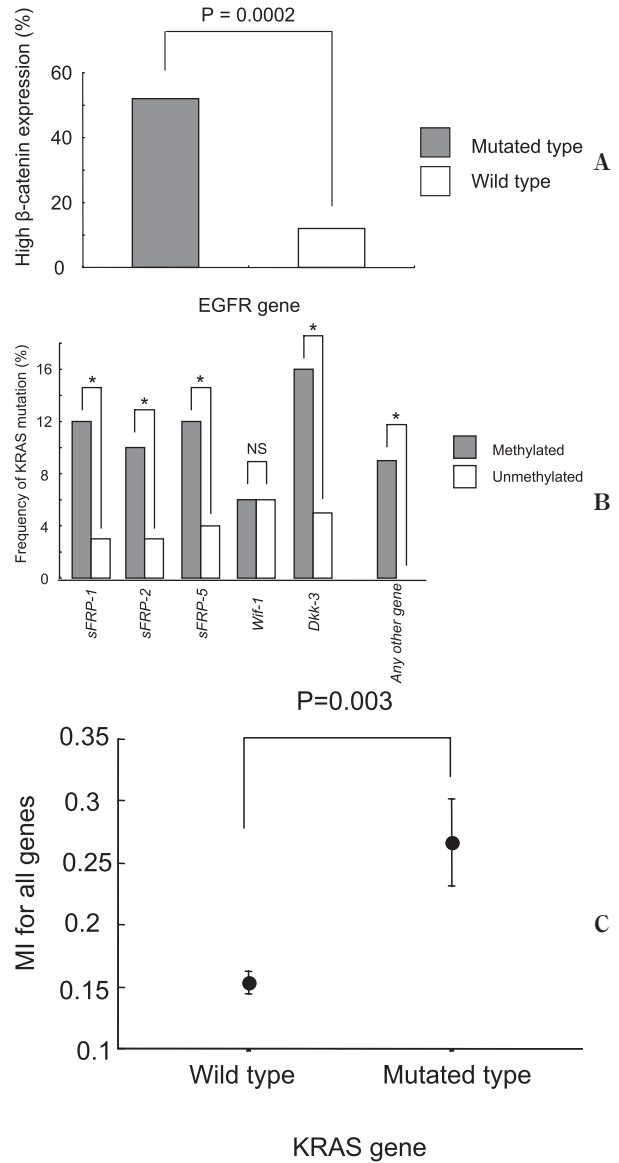 P = 0.0002
High β-catenin expression (%)
60
40
20
0
Mutated type
Wild type
A
EGFR gene
Frequency of KRAS mutation (%)
16
12
8
4
0
*
*
*
NS
*
*
Methylated
Unmethylated
B
sFRP-1
sFRP-2
sFRP-5
Wif-1
Dkk-3
Any other gene
P=0.003
MI for all genes
0.35
0.3
0.25
0.2
0.15
0.1
C
Wild type
Mutated type
KRAS gene